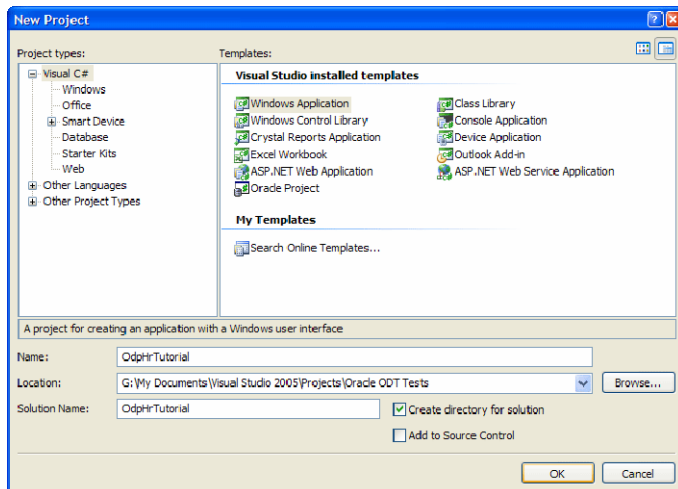 New Project
Project types:
Templates:
Visual C#
Windows
Office
Smart Device
Database
Starter Kits
Web
Other Languages
Other Project Types
Visual Studio installed templates
Windows Application
Class Library
Windows Control Library
Console Application
Crystal Reports Application
Device Application
Excel Workbook
Outlook Add-in
ASP.NET Web Application
ASP.NET Web Service Application
Oracle Project
My Templates
Search Online Templates...
A project for creating an application with a Windows user interface
Name:
OdpHrTutorial
Location:
G:\My Documents\Visual Studio 2005\Projects\Oracle ODT Tests
Browse...
Solution Name:
OdpHrTutorial
Create directory for solution
Add to Source Control
OK
Cancel